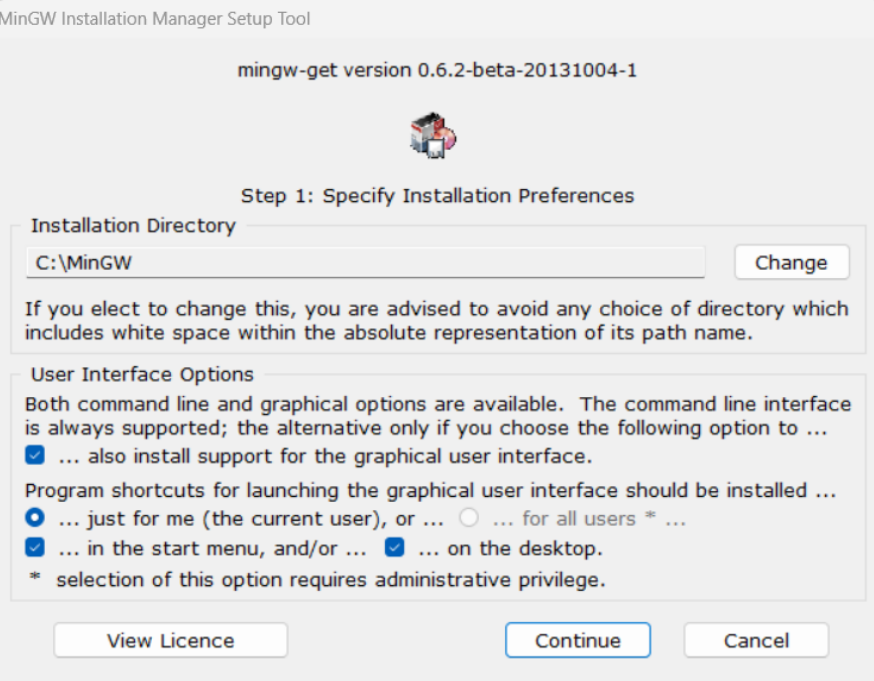 MinGW Installation Manager Setup Tool
mingw-get version 0.6.2-beta-20131004-1
Step 1: Specify Installation Preferences
Installation Directory
C:\MinGW
Change
If you elect to change this, you are advised to avoid any choice of directory which
includes white space within the absolute representation of its path name.
User Interface Options
Both command line and graphical options are available. The command line interface
is always supported; the alternative only if you choose the following option to ...
... also install support for the graphical user interface.
Program shortcuts for launching the graphical user interface should be installed ...
... just for me (the current user), or ... ... for all users * ...
... in the start menu, and/or ... ... on the desktop.
* selection of this option requires administrative privilege.
View Licence Continue Cancel